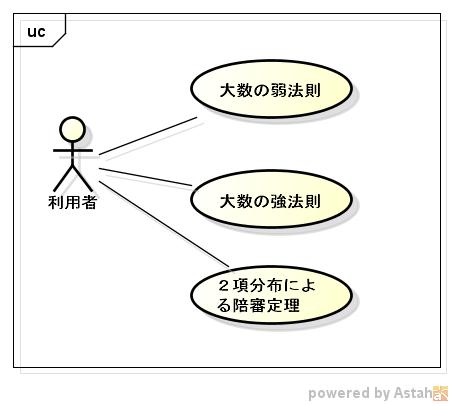 uc
大数の弱法則
利用者
大数の強法則
２項分布によ
る陪審定理
powered by Astah